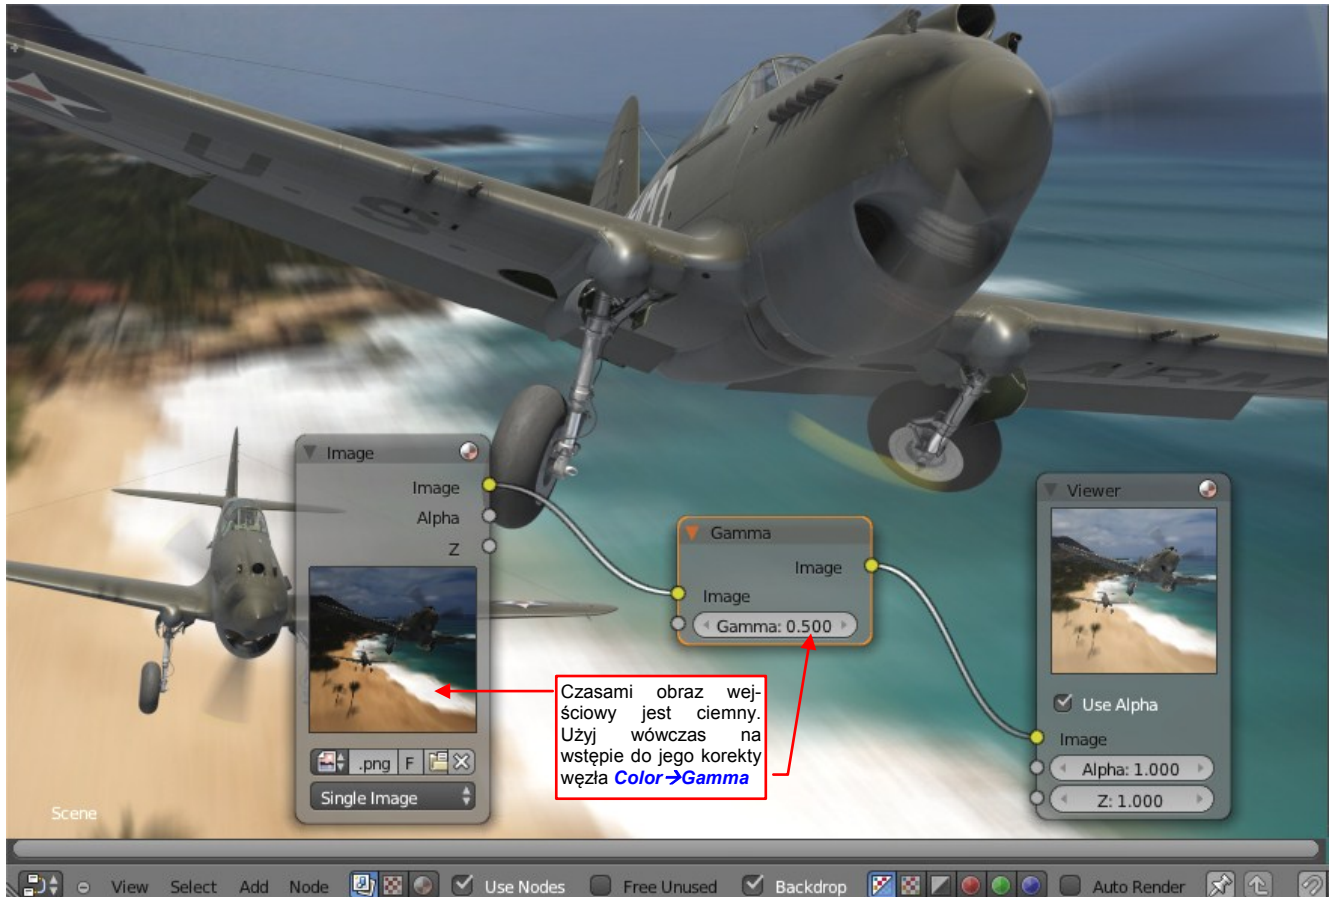 U. S.
ARM
Image
Image
Alpha
Z
.png F
Single Image
Gamma
Image
Image
Gamma: 0.500
Czasami obraz wej-
ściowy jest ciemny.
Użyj wówczas na
wstępie do jego korekty
węzła Color→Gamma
Viewer
Use Alpha
Image
Alpha: 1.000
Z: 1.000
Scene
View Select Add Node Use Nodes Free Unused Backdrop Auto Render